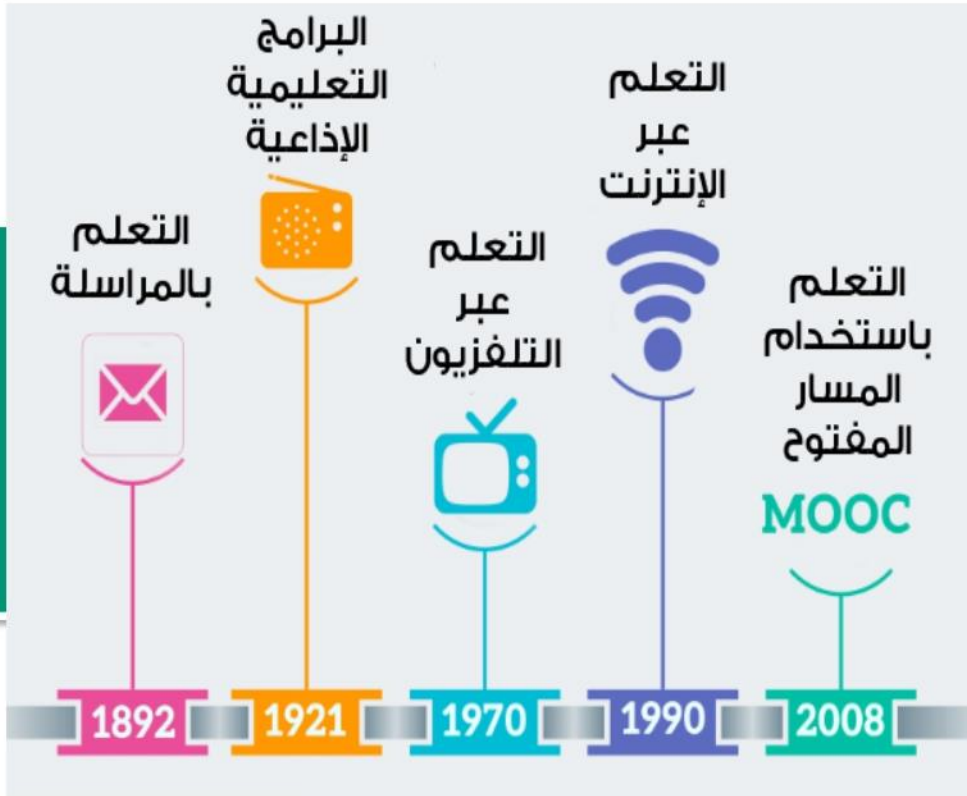 التعلم
بالمراسلة
1892
البرامج
التعليمية
الإذاعية
1921
التعلم
عبر
التلفزيون
1970
التعلم
عبر
الإنترنت
1990
التعلم
باستخدام
المسار
المفتوح
MOOC
2008